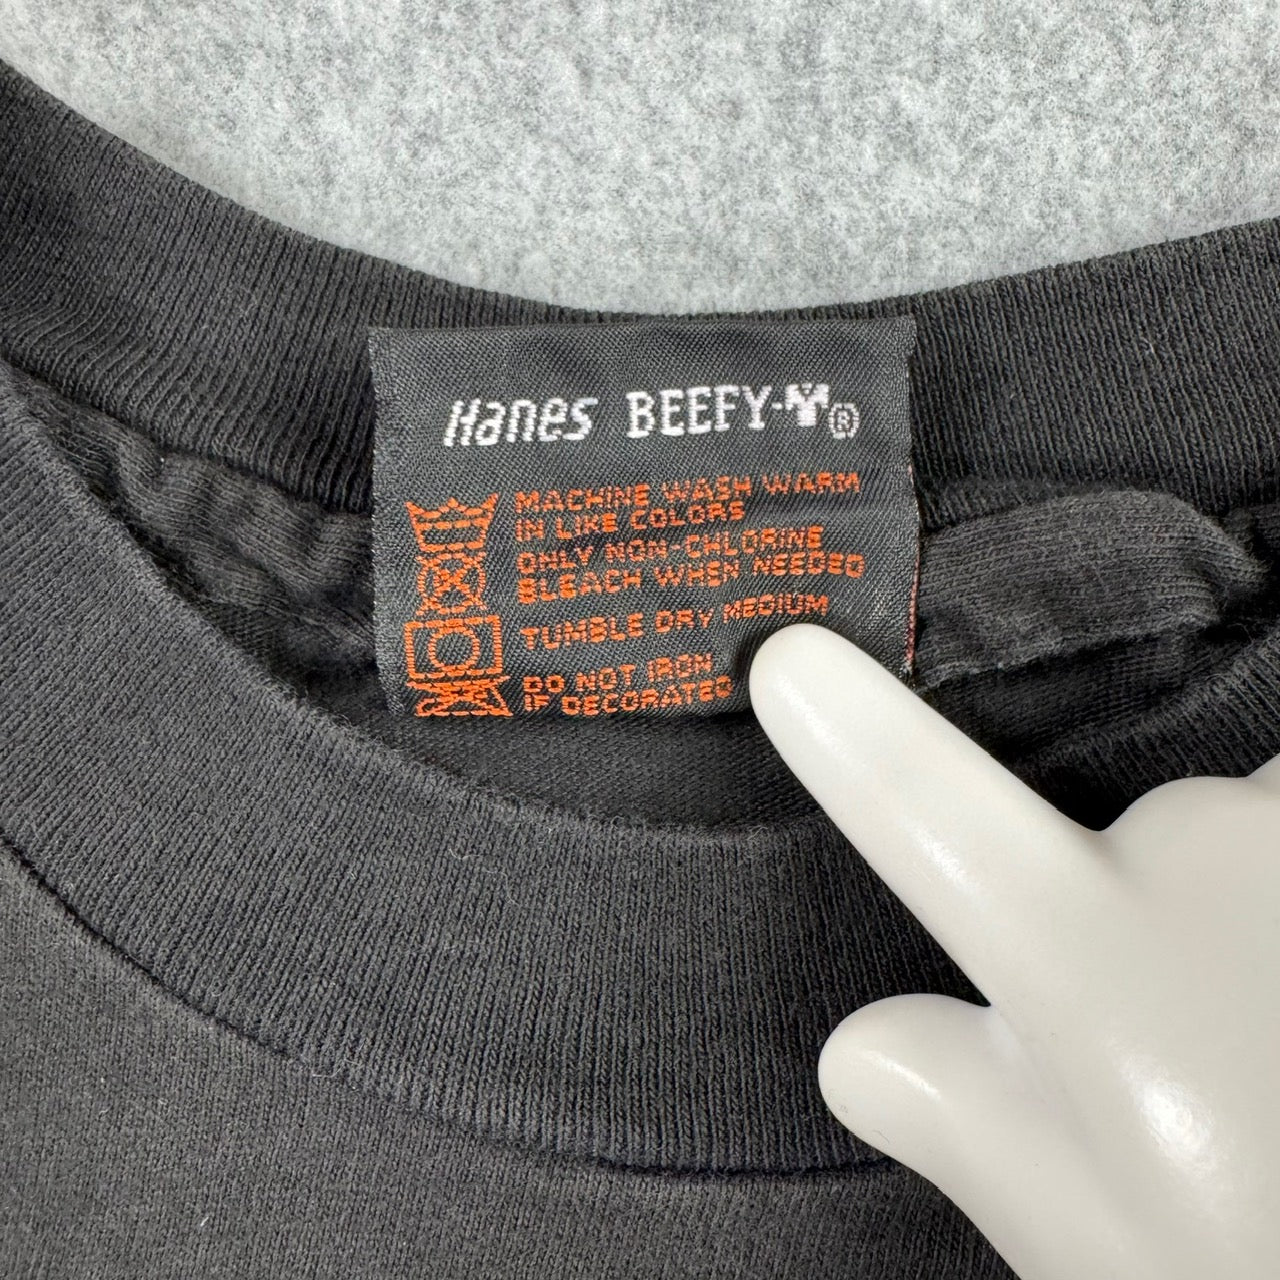 Hanes BEEFY-T®
MACHINE WASH WARM
IN LIKE COLORS
ONLY NON-CHLORINE
BLEACH WHEN NEEDED
TUMBLE DRY MEDIUM
DO NOT IRON
IF DECORATED